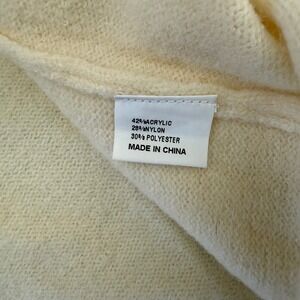 42%ACRYLIC
28%NYLON
30% POLYESTER
MADE IN CHINA